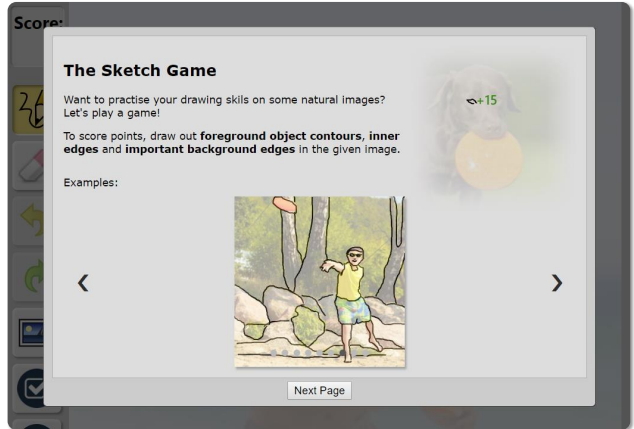 Score:
The Sketch Game
+15
Want to practise your drawing skils on some natural images?
Let's play a game!
To score points, draw out foreground object contours, inner
edges and important background edges in the given image.
Examples:
Next Page